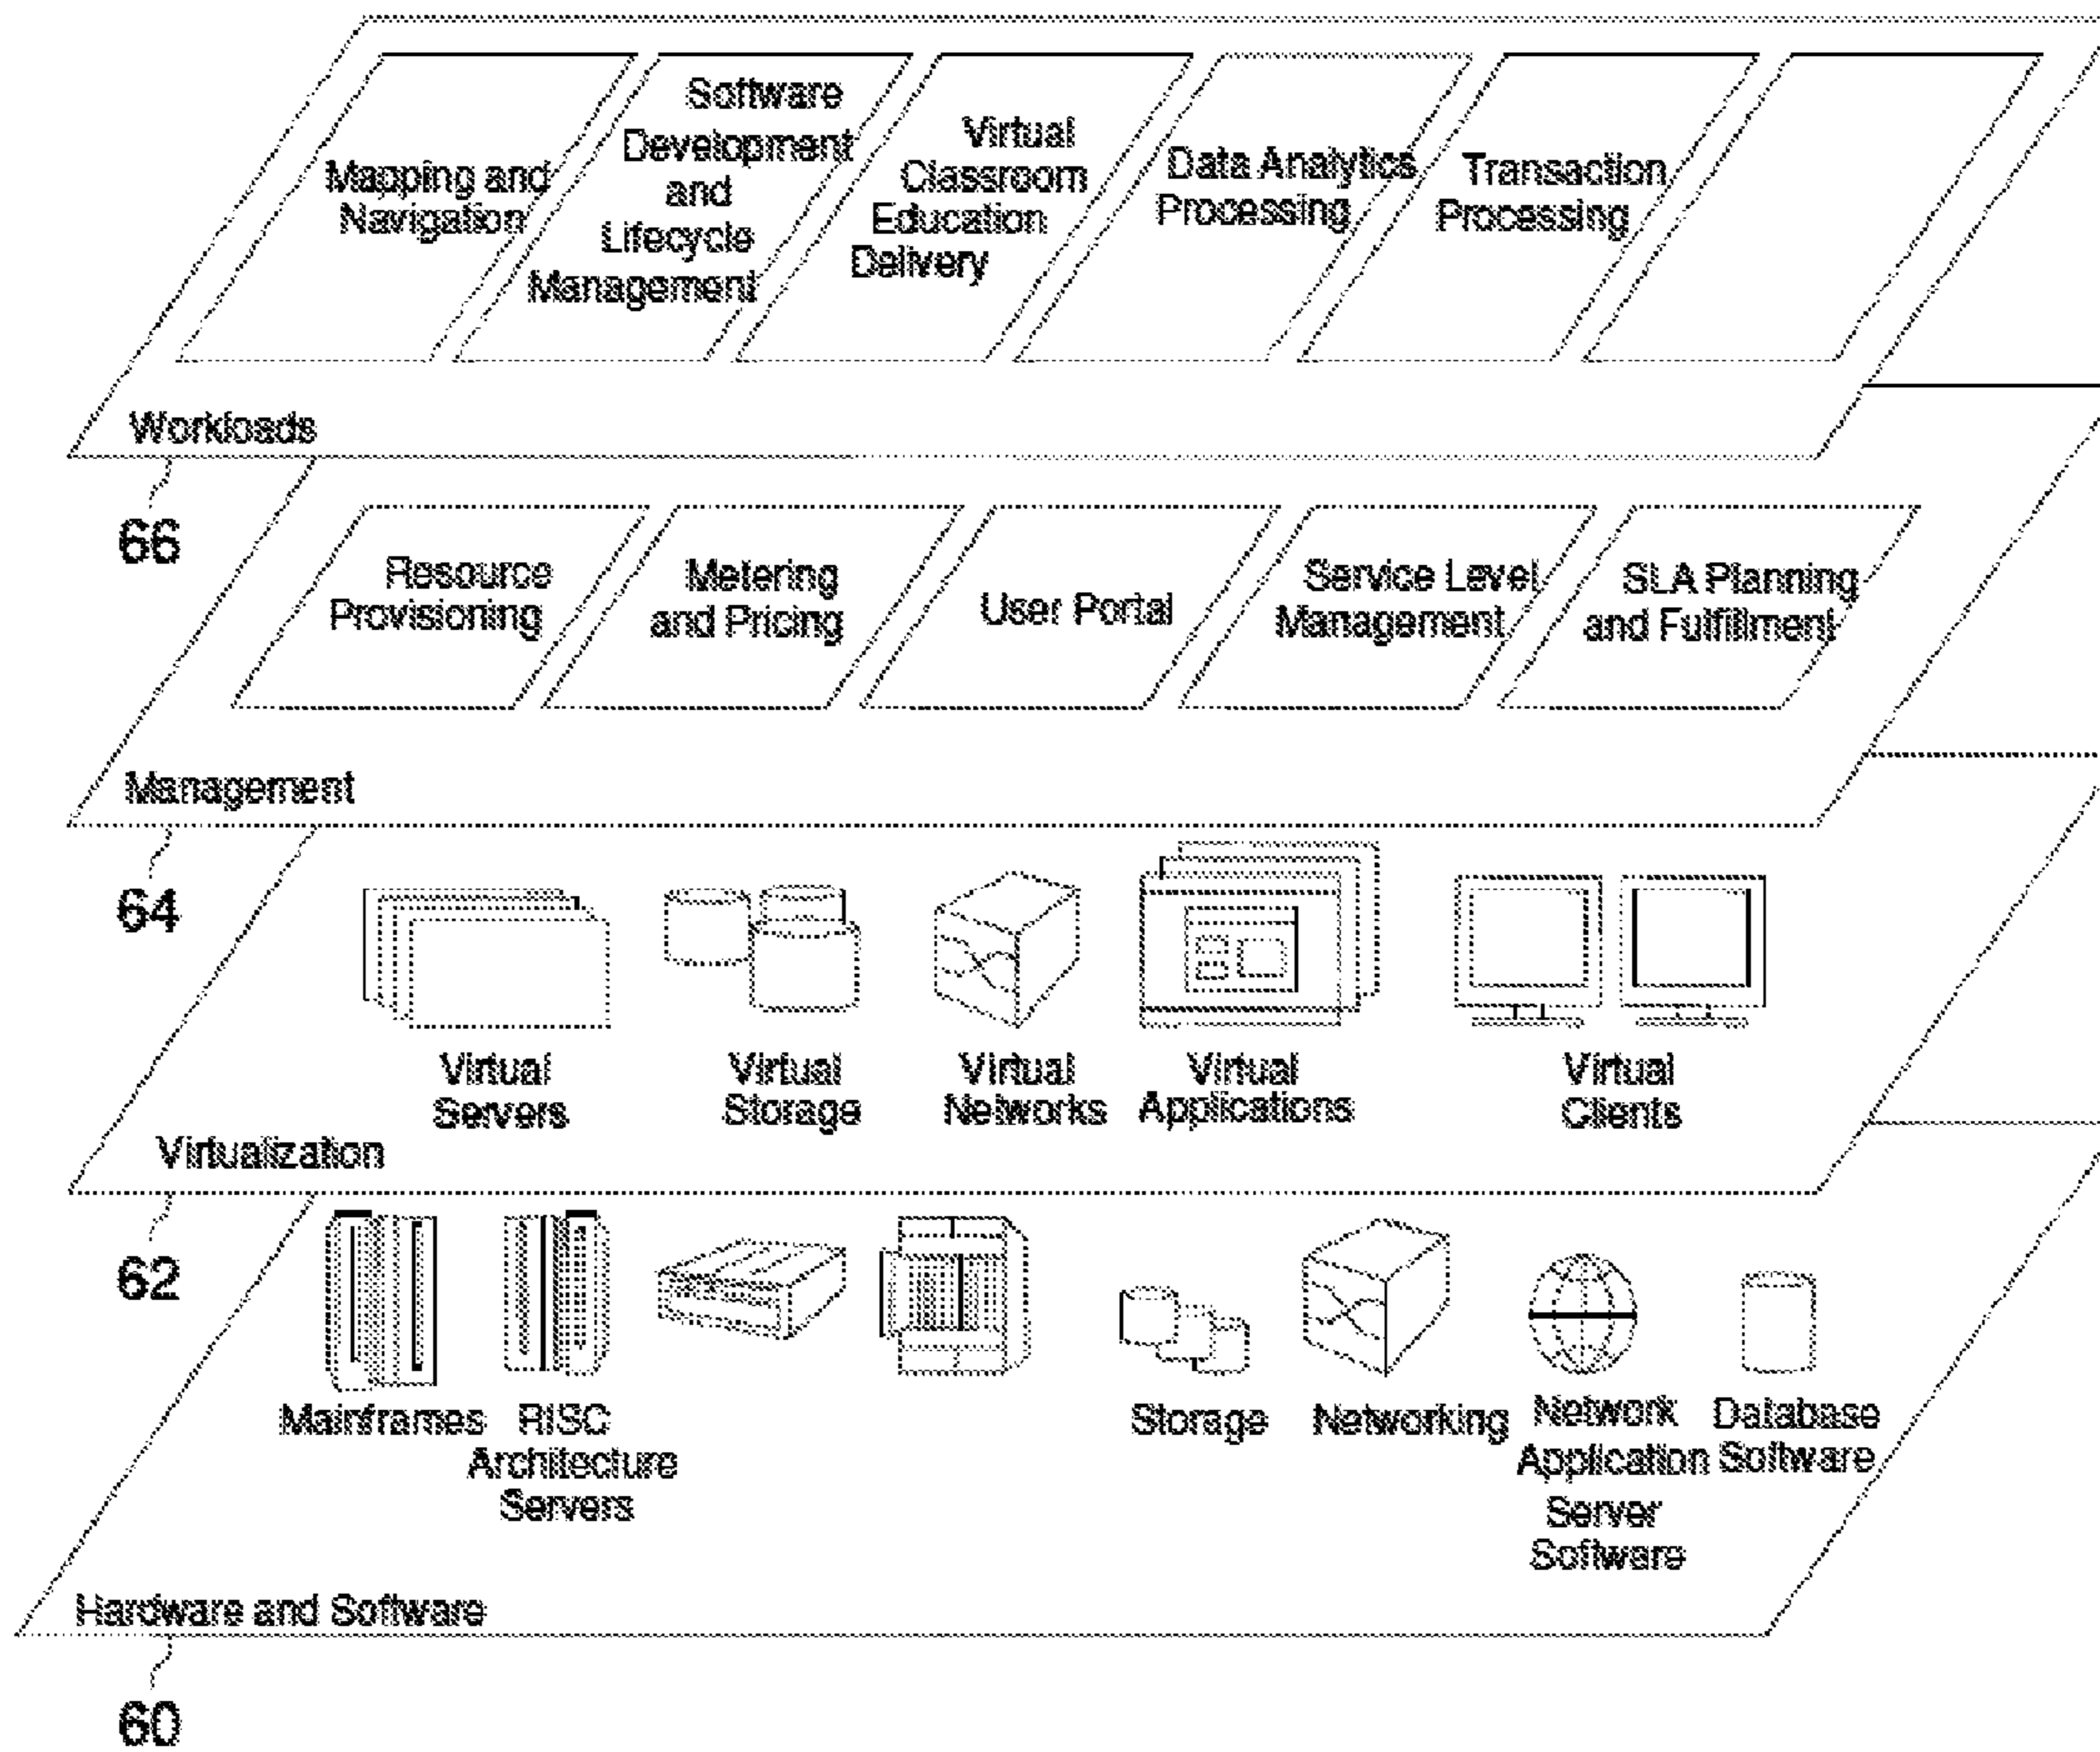 Mapping and
Navigation
Software
Development
and
Lifecycle
Management
Virtual
Classroom
Education
Delivery
Data Analytics
Processing
Transaction
Processing
Workloads
66
Resource
Provisioning
Metering
and Pricing
User Portal
Service Level
Management
SLA Planning
and Fulfillment
Management
64
Virtual
Servers
Virtual
Storage
Virtual
Networks
Virtual
Applications
Virtual
Clients
Virtualization
62
Mainframes
RISC
Architecture
Servers
Storage
Networking
Network
Application
Server
Software
Database
Software
Hardware and Software
60